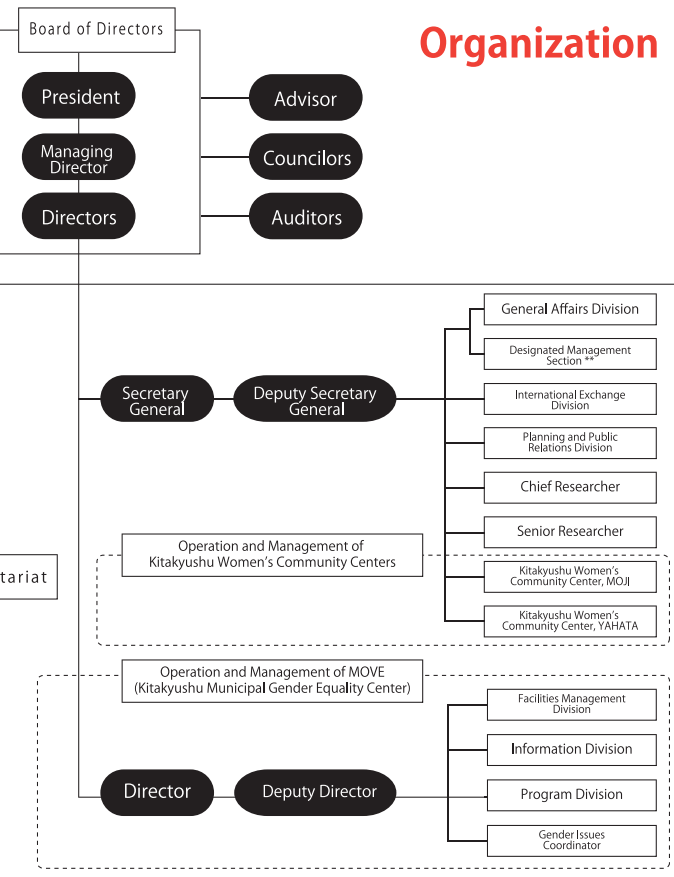 Organization
Board of Directors
President
Managing
Director
Directors
Advisor
Councilors
Auditors
Secretary
General
Deputy Secretary
General
General Affairs Division
Designated Management
Section **
International Exchange
Division
Planning and Public
Relations Division
Chief Researcher
Senior Researcher
Operation and Management of
Kitakyushu Women's Community Centers
Kitakyushu Women's
Community Center, MOJI
Kitakyushu Women's
Community Center, YAHATA
tariat
Operation and Management of MOVE
(Kitakyushu Municipal Gender Equality Center)
Director
Deputy Director
Facilities Management
Division
Information Division
Program Division
Gender Issues
Coordinator